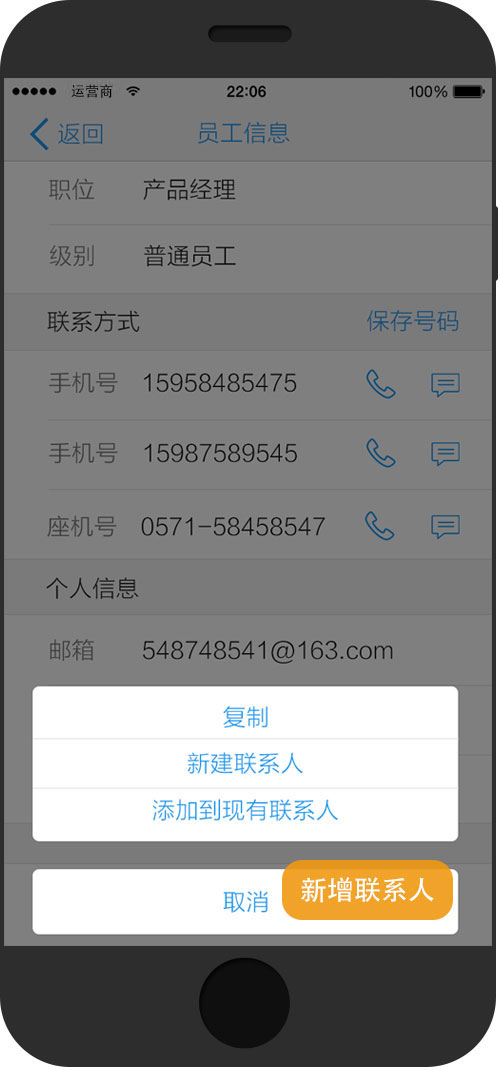 运营商 22:06 100%
返回 员工信息
职位 产品经理
级别 普通员工
联系方式 保存号码
手机号 15958485475
手机号 15987589545
座机号 0571-58458547
个人信息
邮箱 548748541@163.com
复制
新建联系人
添加到现有联系人
取消
新增联系人